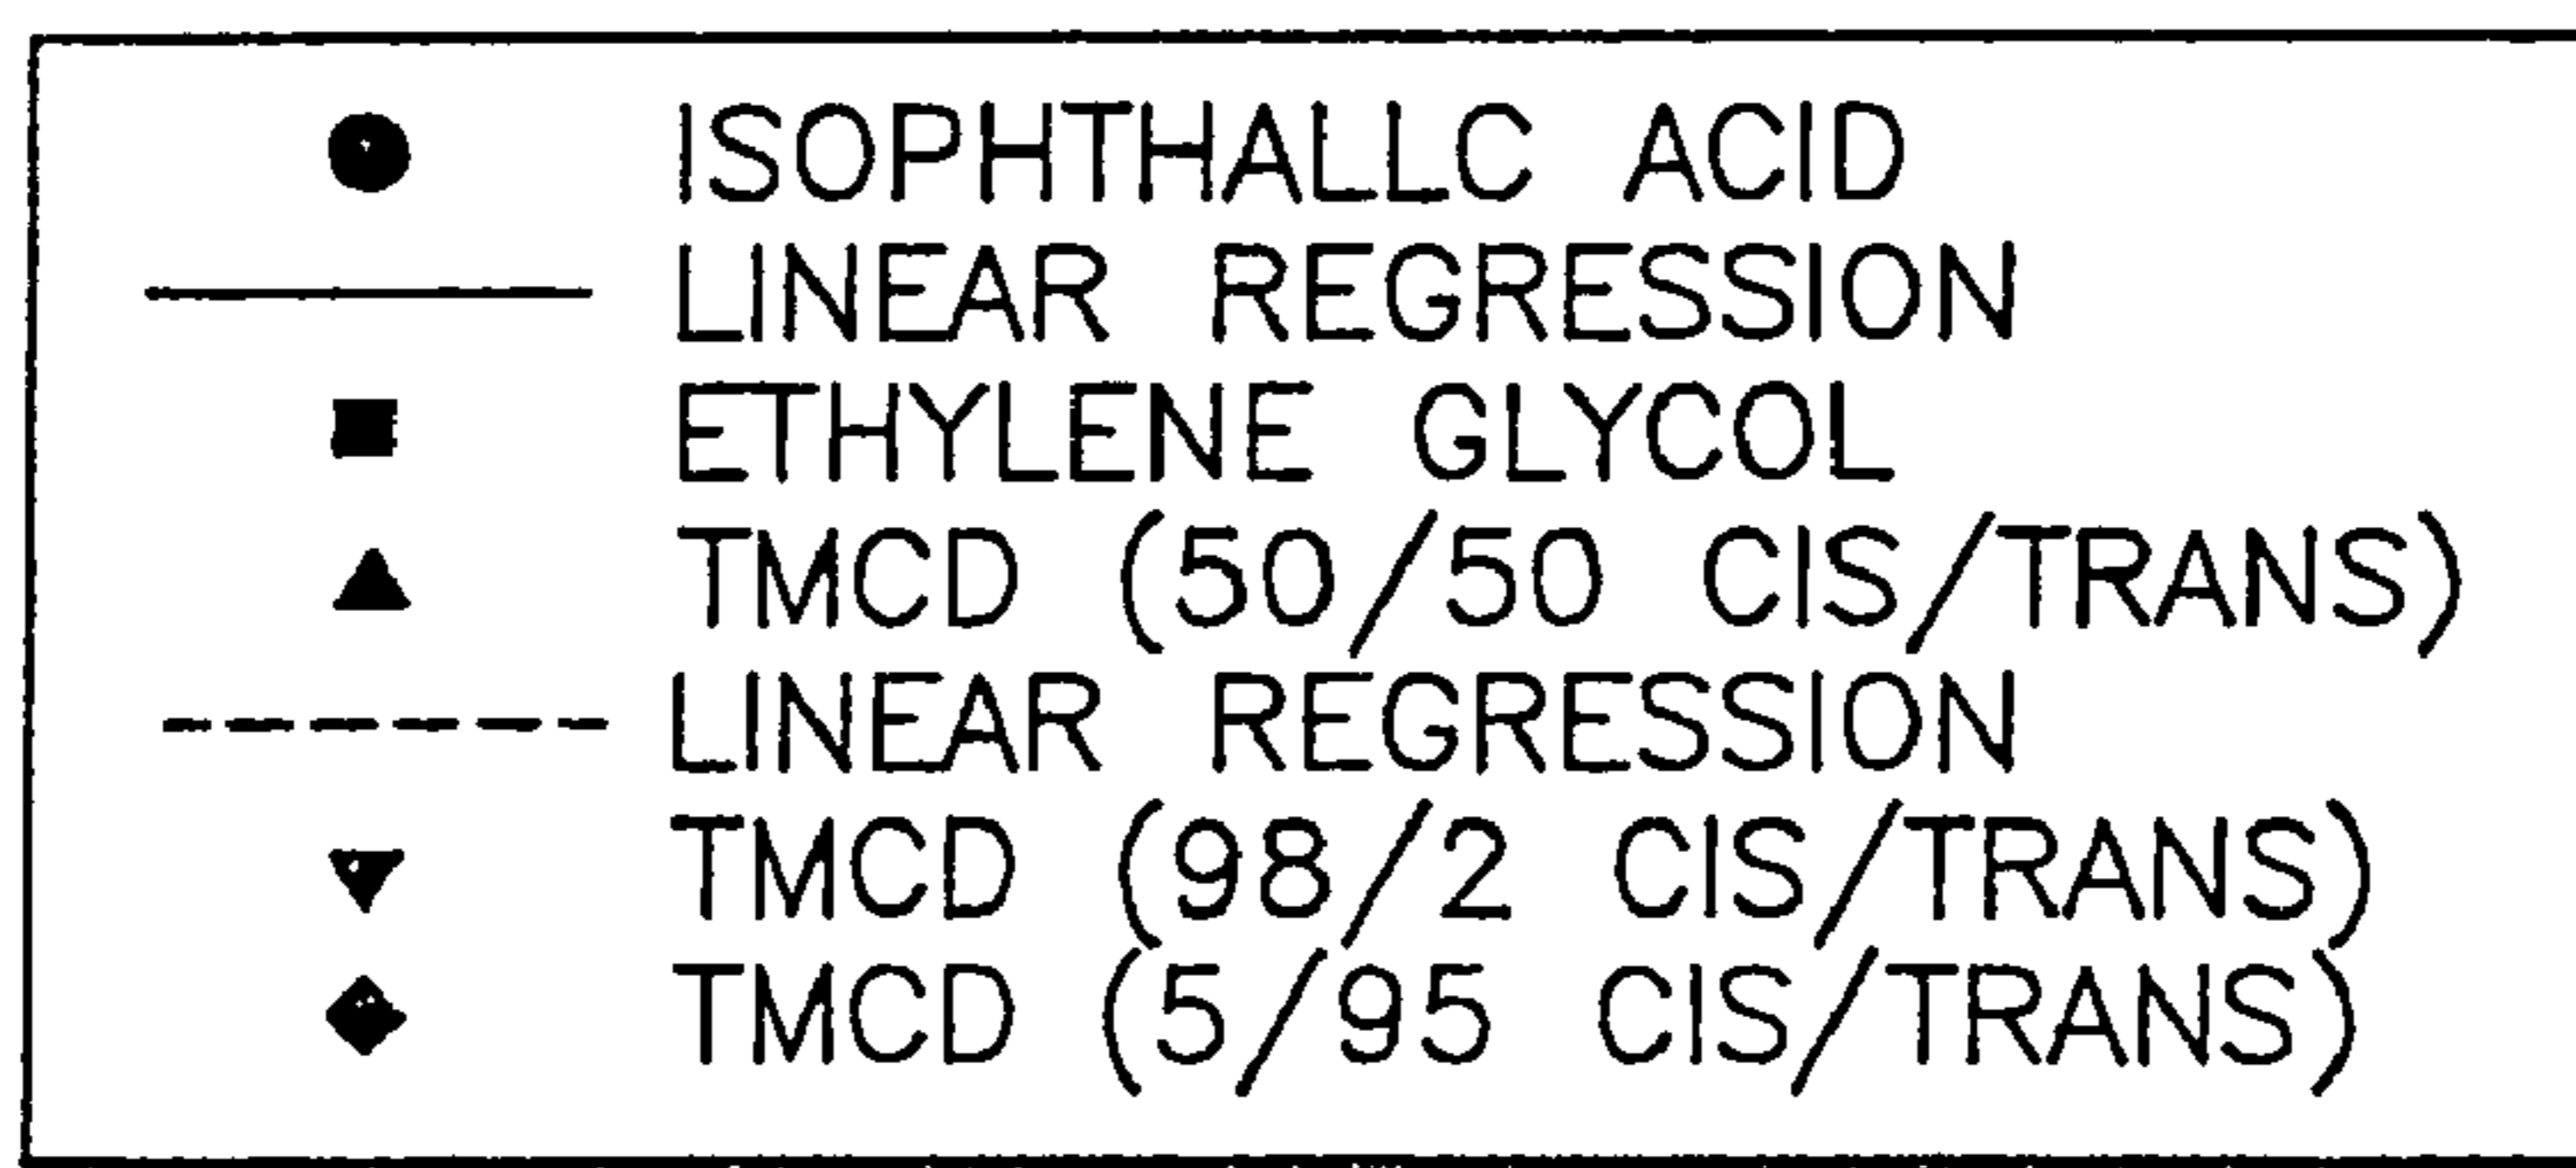 ISOPHTHALLC ACID
LINEAR REGRESSION
ETHYLENE GLYCOL
TMCD (50/50 CIS/TRANS)
LINEAR REGRESSION
TMCD (98/2 CIS/TRANS)
TMCD (5/95 CIS/TRANS)